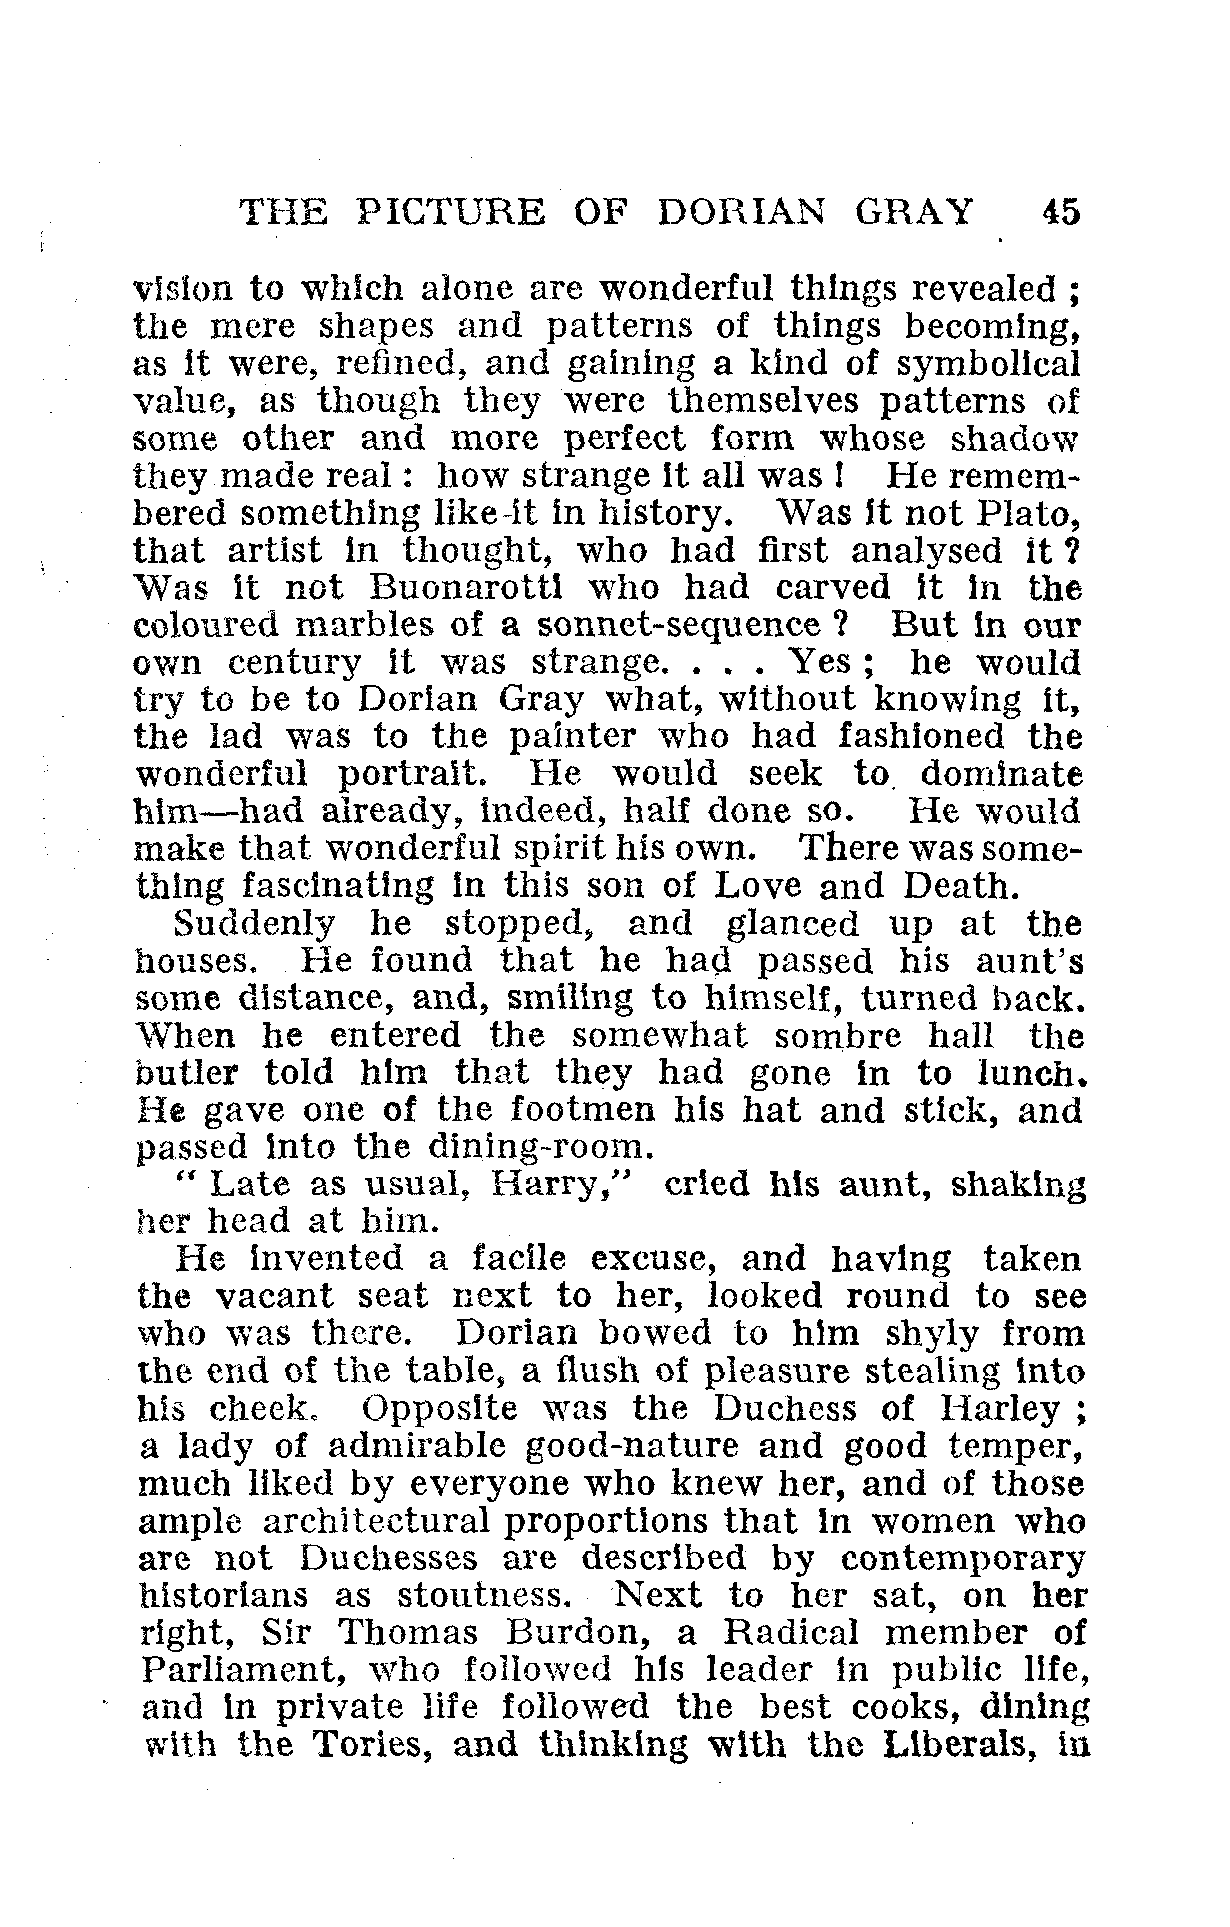 THE PICTURE OF DORIAN GRAY 45
vision to which alone are wonderful things revealed ;
the mere shapes and patterns of things becoming,
as it were, refined, and gaining a kind of symbolical
value, as though they were themselves patterns of
some other and more perfect form whose shadow
they made real : how strange it all was ! He remem-
bered something like-it in history. Was it not Plato,
that artist in thought, who had first analysed it ?
Was it not Buonarotti who had carved it in the
coloured marbles of a sonnet-sequence ? But in our
own century it was strange. . . . Yes ; he would
try to be to Dorian Gray what, without knowing it,
the lad was to the painter who had fashioned the
wonderful portrait. He would seek to dominate
him—had already, indeed, half done so. He would
make that wonderful spirit his own. There was some-
thing fascinating in this son of Love and Death.
Suddenly he stopped, and glanced up at the
houses. He found that he had passed his aunt's
some distance, and, smiling to himself, turned back.
When he entered the somewhat sombre hall the
butler told him that they had gone in to lunch.
He gave one of the footmen his hat and stick, and
passed into the dining-room.
“ Late as usual, Harry,” cried his aunt, shaking
her head at him.
He invented a facile excuse, and having taken
the vacant seat next to her, looked round to see
who was there. Dorian bowed to him shyly from
the end of the table, a flush of pleasure stealing into
his cheek. Opposite was the Duchess of Harley ;
a lady of admirable good-nature and good temper,
much liked by everyone who knew her, and of those
ample architectural proportions that in women who
are not Duchesses are described by contemporary
historians as stoutness. Next to her sat, on her
right, Sir Thomas Burdon, a Radical member of
Parliament, who followed his leader in public life,
and in private life followed the best cooks, dining
with the Tories, and thinking with the Liberals, in